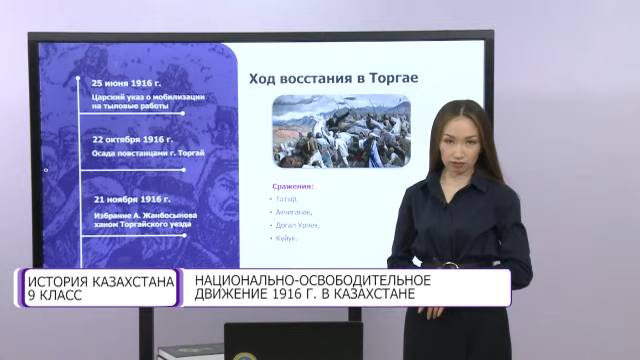 Ход восстания в Торгае
25 июня 1916 г.
Царский указ о мобилизации
на тыловые работы
22 октября 1916 г.
Осада повстанцами г. Торгай
21 ноября 1916 г.
Избрание А. Жанбосынова
ханом Торгайского уезда
Сражения:
• Татыр,
• Акчиганак,
• Догал Урпек,
• Куйук.
ИСТОРИЯ КАЗАХСТАНА
9 КЛАСС
НАЦИОНАЛЬНО-ОСВОБОДИТЕЛЬНОЕ
ДВИЖЕНИЕ 1916 Г. В КАЗАХСТАНЕ